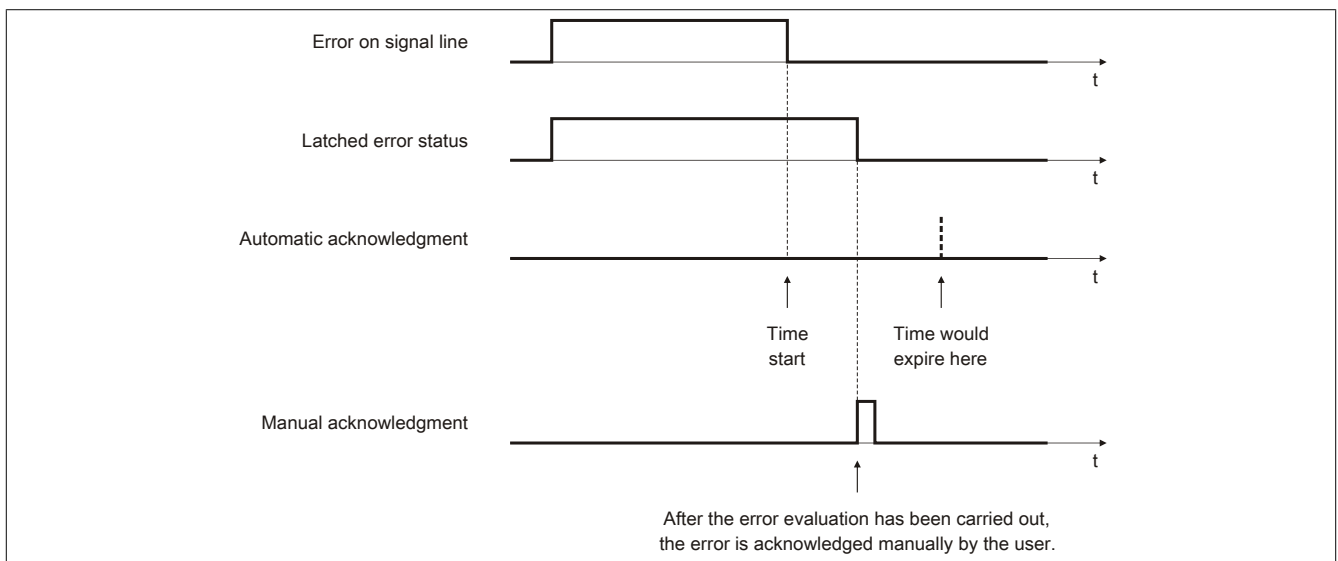 Error on signal line
t
Latched error status
t
Automatic acknowledgment
t
Time
start
Time would
expire here
Manual acknowledgment
t
After the error evaluation has been carried out,
the error is acknowledged manually by the user.